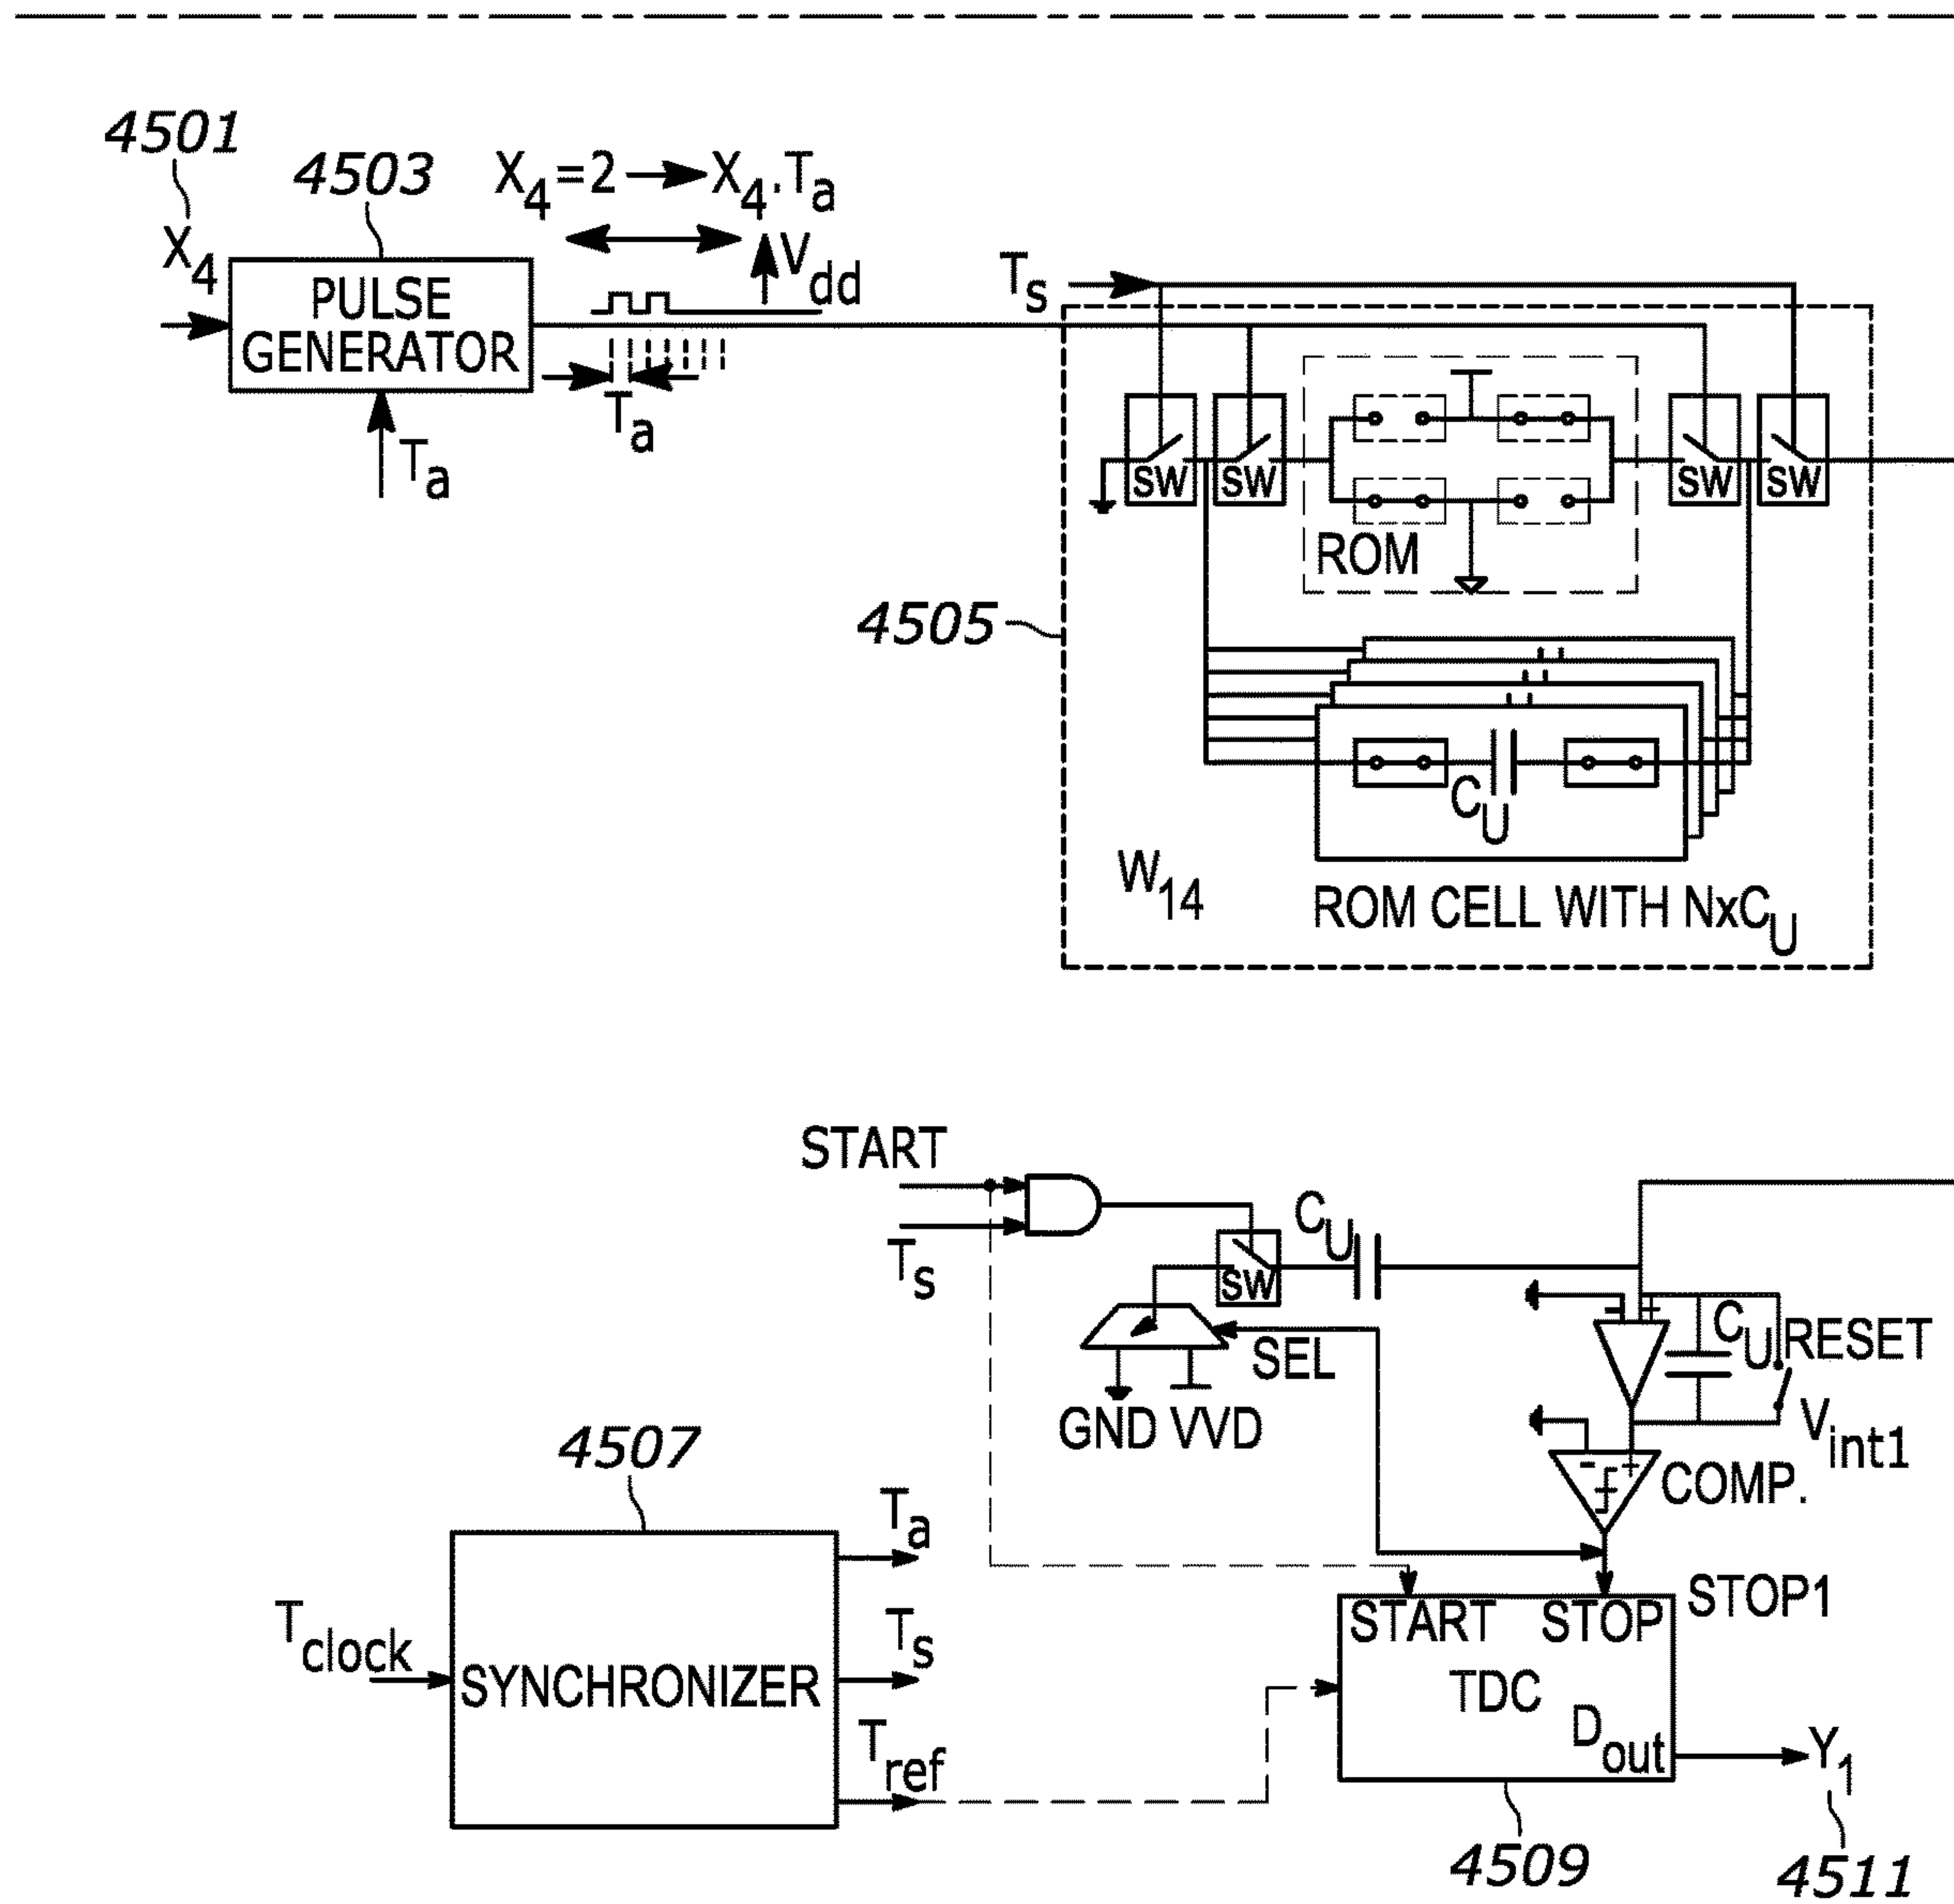 4501
4503
X4=2 → X4.Ta
X4
Vdd
PULSE
GENERATOR
Ts
Ta
Ta
SW
SW
SW
SW
ROM
4505
CU
W14
ROM CELL WITH NxCU
START
Ts
CU
SW
SEL
CU
RESET
GND VVD
Vint1
- +
- +
COMP.
4507
Ta
Tclock
Ts
SYNCHRONIZER
Tref
START STOP
STOP1
TDC
Dout
Y1
4509
4511